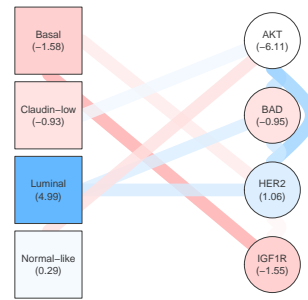 Basal
(−1.58)
Claudin−low
(−0.93)
Luminal
(4.99)
Normal−like
(0.29)
AKT
(−6.11)
BAD
(−0.95)
HER2
(1.06)
IGF1R
(−1.55)